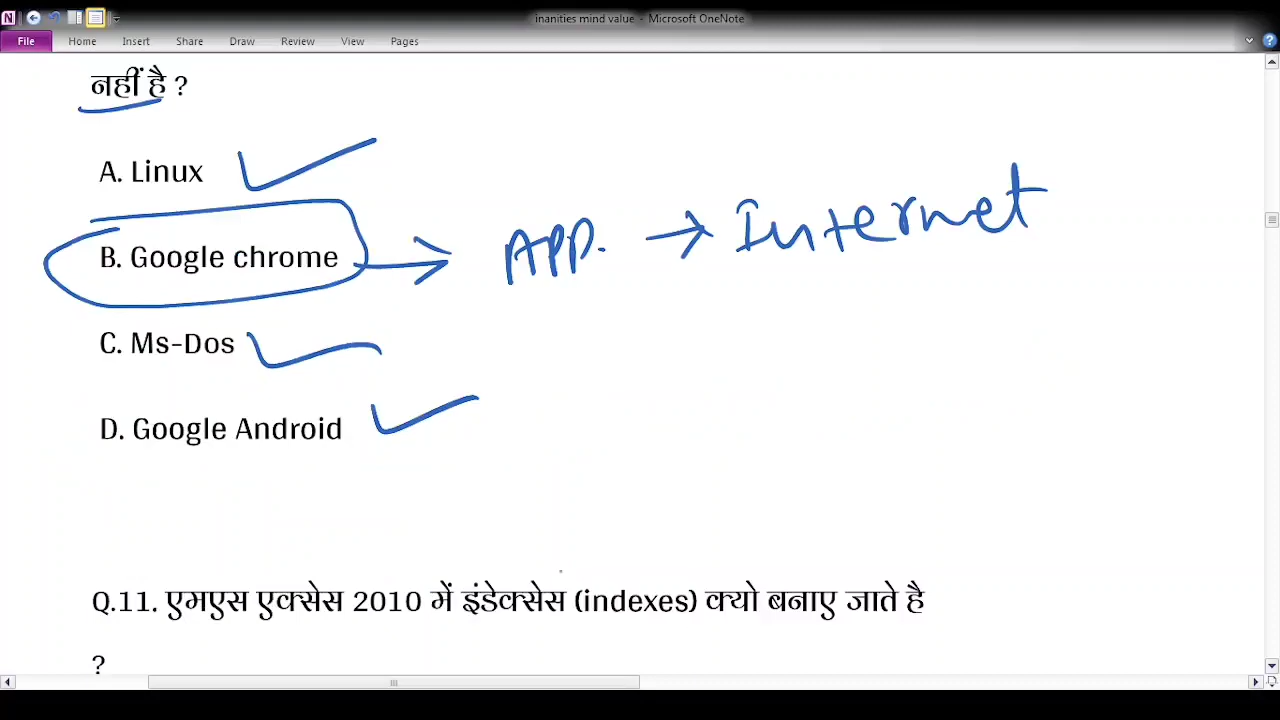 inanities mind value - Microsoft OneNote
File Home Insert Share Draw Review View Pages
नहीं है ?
A. Linux
B. Google chrome → APP. → Internet
C. Ms-Dos
D. Google Android
Q.11. एमएस एक्सेस 2010 में इंडेक्सेस (indexes) क्यो बनाए जाते है
?